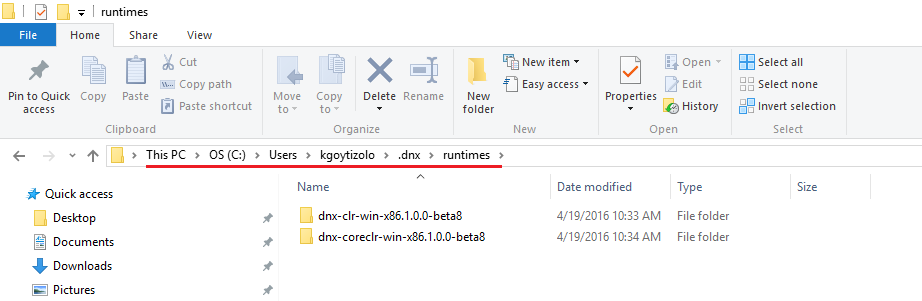 runtimes
File Home Share View
Pin to Quick access
Copy
Paste
Cut
Copy path
Paste shortcut
Clipboard
Move to
Copy to
Delete
Rename
Organize
New folder
New item
Easy access
New
Properties
Open
Edit
History
Open
Select all
Select none
Invert selection
Select
This PC OS (C:) Users kgoytizolo .dnx runtimes
Quick access
Desktop
Documents
Downloads
Pictures
Name Date modified Type Size
dnx-clr-win-x86.1.0.0-beta8 4/19/2016 10:33 AM File folder
dnx-coreclr-win-x86.1.0.0-beta8 4/19/2016 10:34 AM File folder